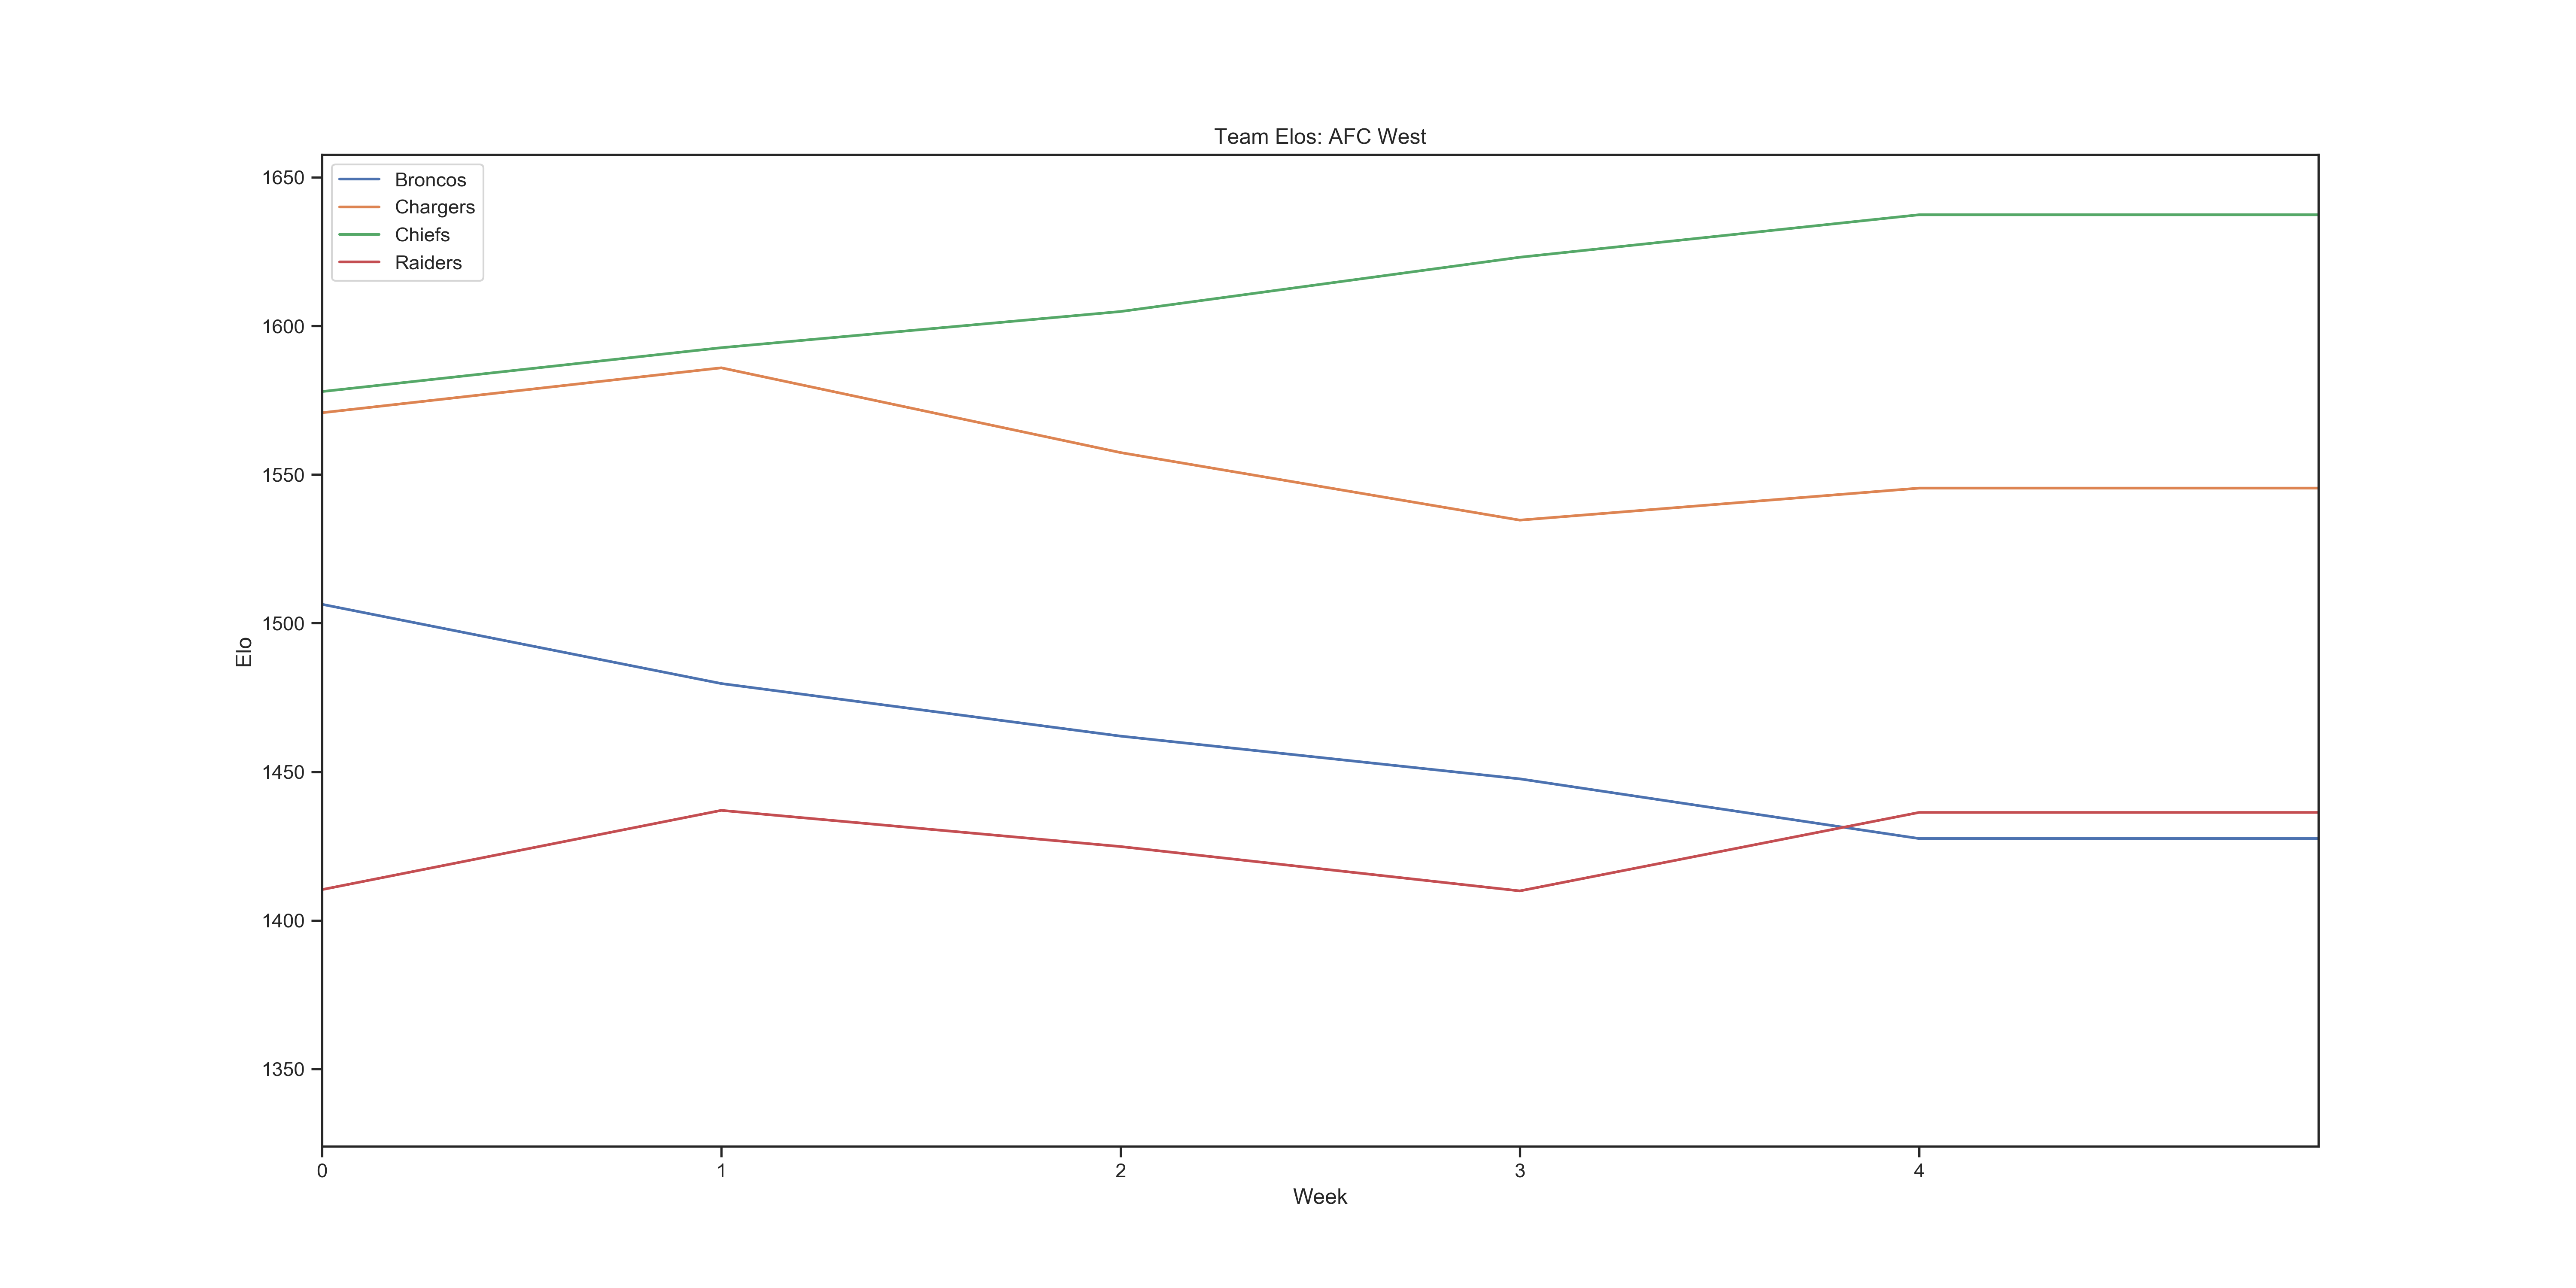 Team Elos: AFC West
1650
1600
1550
1500
1450
1400
1350
Elo
Broncos
Chargers
Chiefs
Raiders
0 1 2 3 4
Week